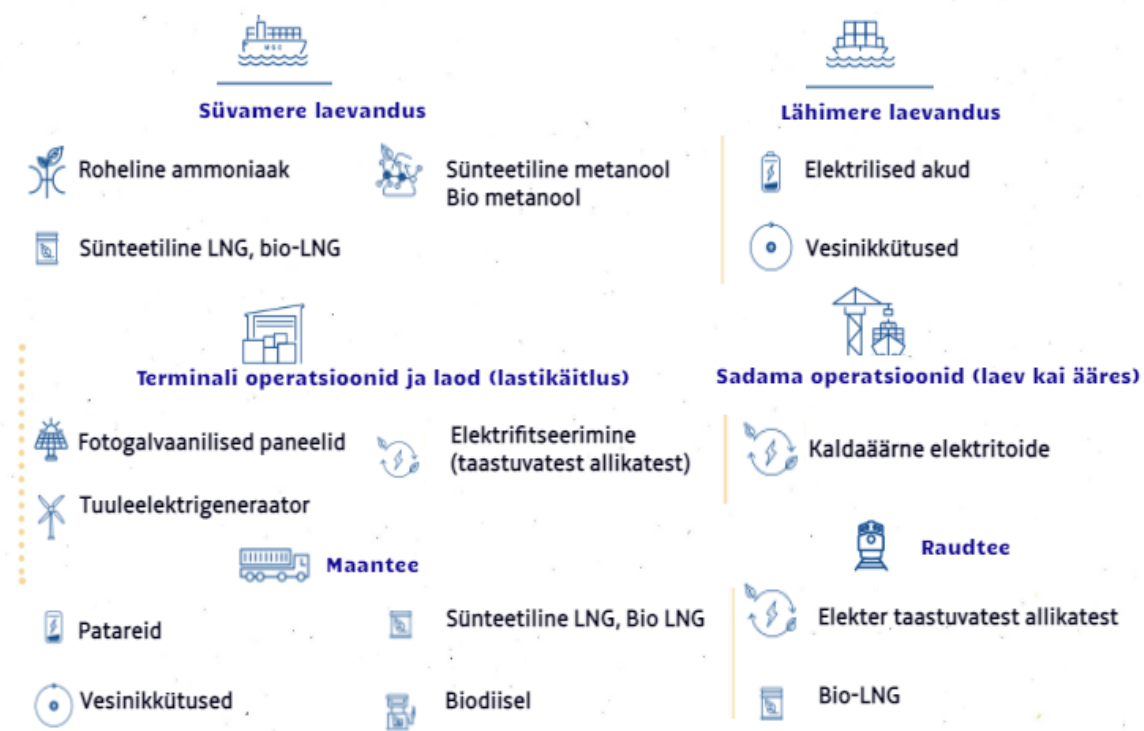 MSC
Süvamere laevandus
Roheline ammoniaak
Sünteetiline metanool
Bio metanool
Sünteetiline LNG, bio-LNG
Lähimere laevandus
Elektrilised akud
Vesinikkütused
Terminali operatsioonid ja laod (lastikäitlus)
Fotogalvaanilised paneelid
Elektrifitseerimine
(taastuvatest allikatest)
Tuuleelektrigeneraator
Sadama operatsioonid (laev kai ääres)
Kaldaäärne elektritoide
Maantee
Patareid
Sünteetiline LNG, Bio LNG
Vesinikkütused
Biodiisel
Raudtee
Elekter taastuvatest allikatest
Bio-LNG